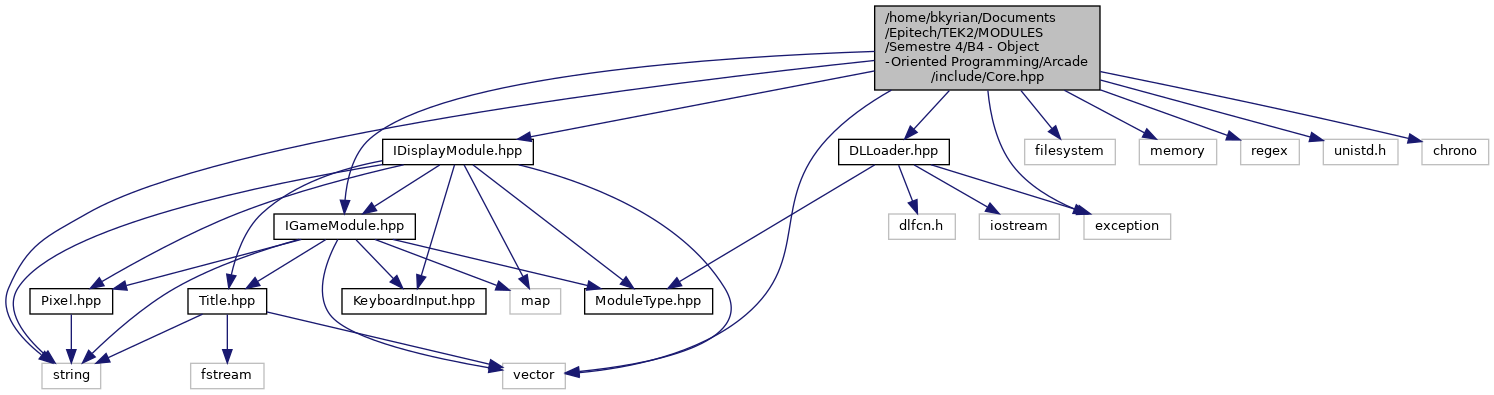 /home/bkyrian/Documents
/Epitech/TEK2/MODULES
/Semestre 4/B4 - Object
-Oriented Programming/Arcade
/include/Core.hpp
IDisplayModule.hpp
DLLoader.hpp
filesystem
memory
regex
unistd.h
chrono
IGameModule.hpp
dlfcn.h
iostream
exception
Pixel.hpp
Title.hpp
KeyboardInput.hpp
map
ModuleType.hpp
string
fstream
vector